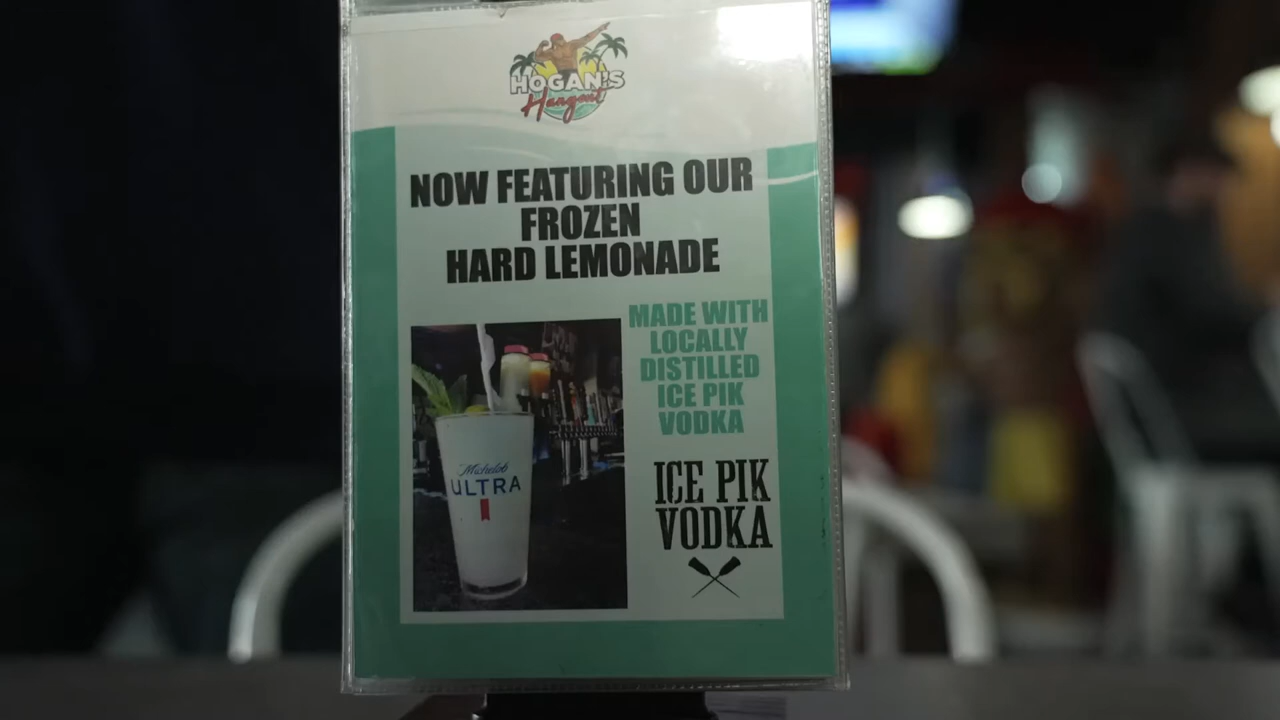 HOGAN'S
Hangout
NOW FEATURING OUR
FROZEN
HARD LEMONADE
MADE WITH
LOCALLY
DISTILLED
ICE PIK
VODKA
Michelob
ULTRA
ICE PIK
VODKA